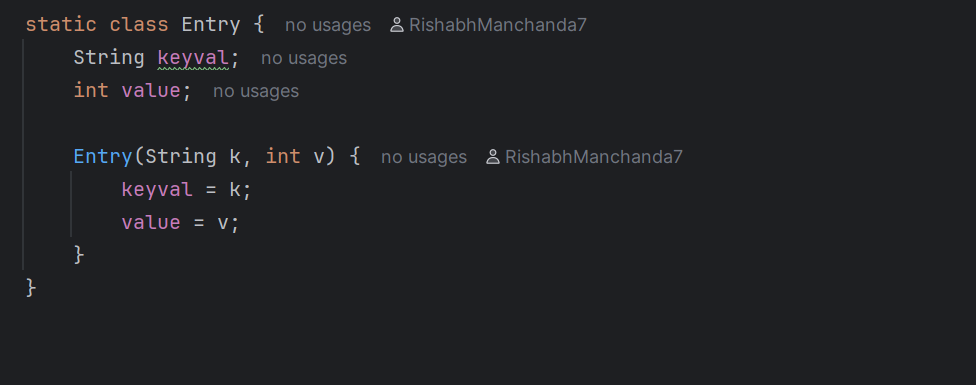 static class Entry { no usages RishabhManchanda7
String keyval; no usages
int value; no usages
Entry(String k, int v) { no usages RishabhManchanda7
keyval = k;
value = v;
}
}